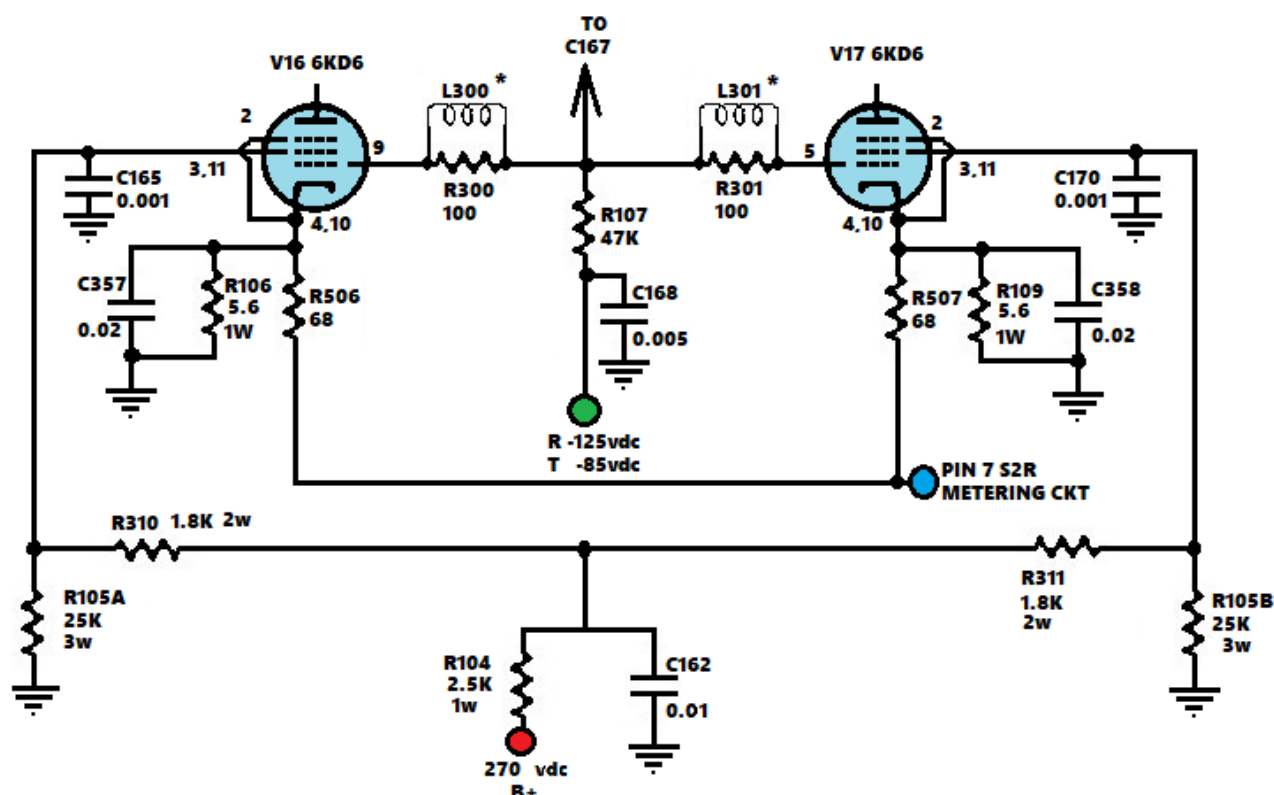 TO
C167
V16 6KD6
V17 6KD6
L300 *
L301 *
2
2
9
5
3,11
3,11
C165
0.001
R300
100
R301
100
C170
0.001
4,10
4,10
R107
47K
C357
0.02
R106
5.6
1W
R506
68
C168
0.005
R507
68
R109
5.6
1W
C358
0.02
R -125vdc
T -85vdc
PIN 7 S2R
METERING CKT
R310 1.8K 2w
R311
1.8K
2w
R105A
25K
3w
R105B
25K
3w
R104
2.5K
1w
C162
0.01
270 vdc
B+